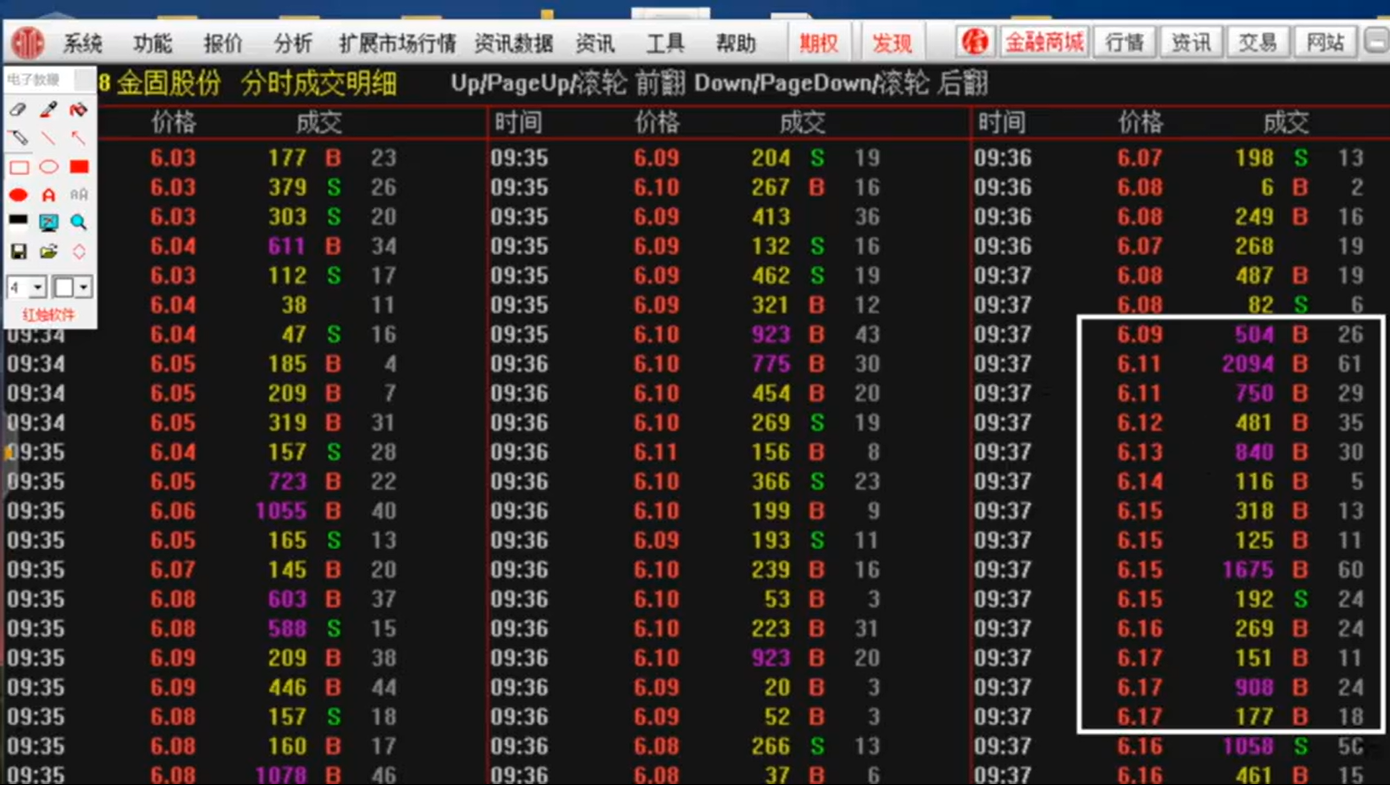 系统 功能 报价 分析 扩展市场行情 资讯数据 资讯 工具 帮助 期权 发现 信 金融商城 行情 资讯 交易 网站
电子教鞭
8 金固股份 分时成交明细 Up/PageUp/滚轮 前翻 Down/PageDown/滚轮 后翻
价格 成交 时间 价格 成交 时间 价格 成交
6.03 177 B 23 09:35 6.09 204 S 19 09:36 6.07 198 S 13
6.03 379 S 26 09:35 6.10 267 B 16 09:36 6.08 6 B 2
6.03 303 S 20 09:35 6.09 413 36 09:36 6.08 249 B 16
6.04 611 B 34 09:35 6.09 132 S 16 09:36 6.07 268 19
6.03 112 S 17 09:35 6.09 462 S 19 09:37 6.08 487 B 19
4
6.04 38 11 09:35 6.09 321 B 12 09:37 6.08 82 S 6
红烛软件
09:34 6.04 47 S 16 09:35 6.10 923 B 43 09:37 6.09 504 B 26
09:34 6.05 185 B 4 09:36 6.10 775 B 30 09:37 6.11 2094 B 61
09:34 6.05 209 B 7 09:36 6.10 454 B 20 09:37 6.11 750 B 29
09:34 6.05 319 B 31 09:36 6.10 269 S 19 09:37 6.12 481 B 35
09:35 6.04 157 S 28 09:36 6.11 156 B 8 09:37 6.13 840 B 30
09:35 6.05 723 B 22 09:36 6.10 366 S 23 09:37 6.14 116 B 5
09:35 6.06 1055 B 40 09:36 6.10 199 B 9 09:37 6.15 318 B 13
09:35 6.05 165 S 13 09:36 6.09 193 S 11 09:37 6.15 125 B 11
09:35 6.07 145 B 20 09:36 6.10 239 B 16 09:37 6.15 1675 B 60
09:35 6.08 603 B 37 09:36 6.10 53 B 3 09:37 6.15 192 S 24
09:35 6.08 588 S 15 09:36 6.10 223 B 31 09:37 6.16 269 B 24
09:35 6.09 209 B 38 09:36 6.10 923 B 20 09:37 6.17 151 B 11
09:35 6.09 446 B 44 09:36 6.09 20 B 3 09:37 6.17 908 B 24
09:35 6.08 157 S 18 09:36 6.09 52 B 3 09:37 6.17 177 B 18
09:35 6.08 160 B 17 09:36 6.08 266 S 13 09:37 6.16 1058 S
09:35 6.08 1078 B 46 09:36 6.08 37 B 6 09:37 6.16 461 B 15